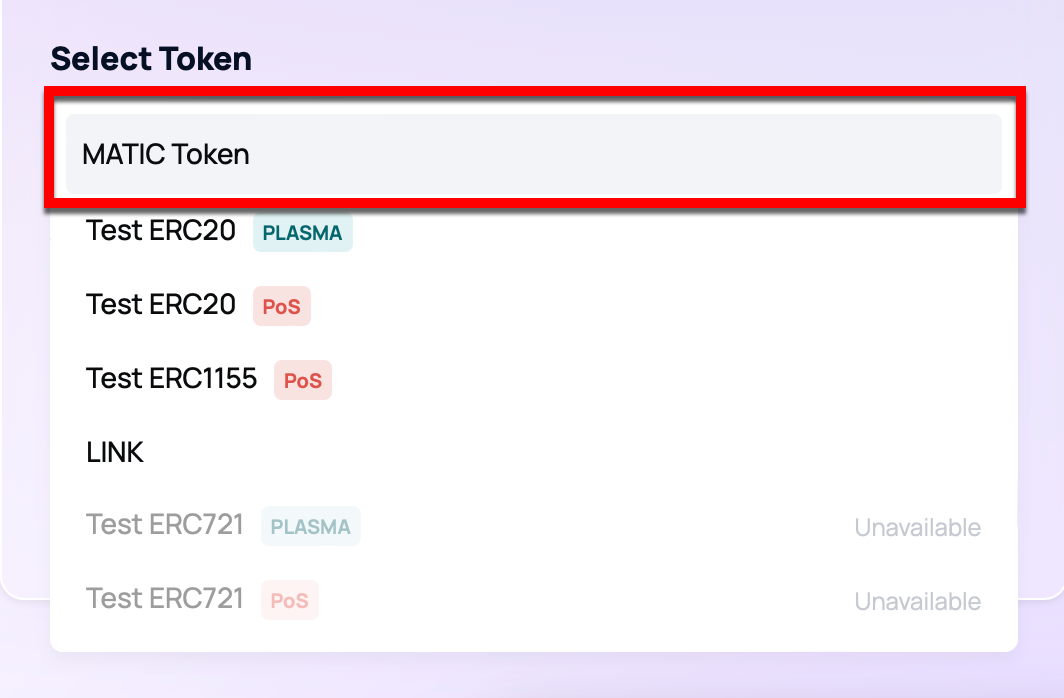 Select Token
MATIC Token
Test ERC20 PLASMA
Test ERC20 PoS
Test ERC1155 PoS
LINK
Test ERC721 PLASMA Unavailable
Test ERC721 PoS Unavailable